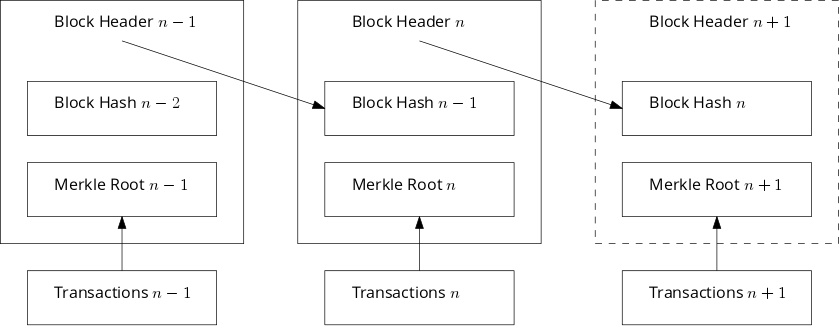 Block Header n − 1
Block Hash n − 2
Merkle Root n − 1
Transactions n − 1
Block Header n
Block Hash n − 1
Merkle Root n
Transactions n
Block Header n + 1
Block Hash n
Merkle Root n + 1
Transactions n + 1